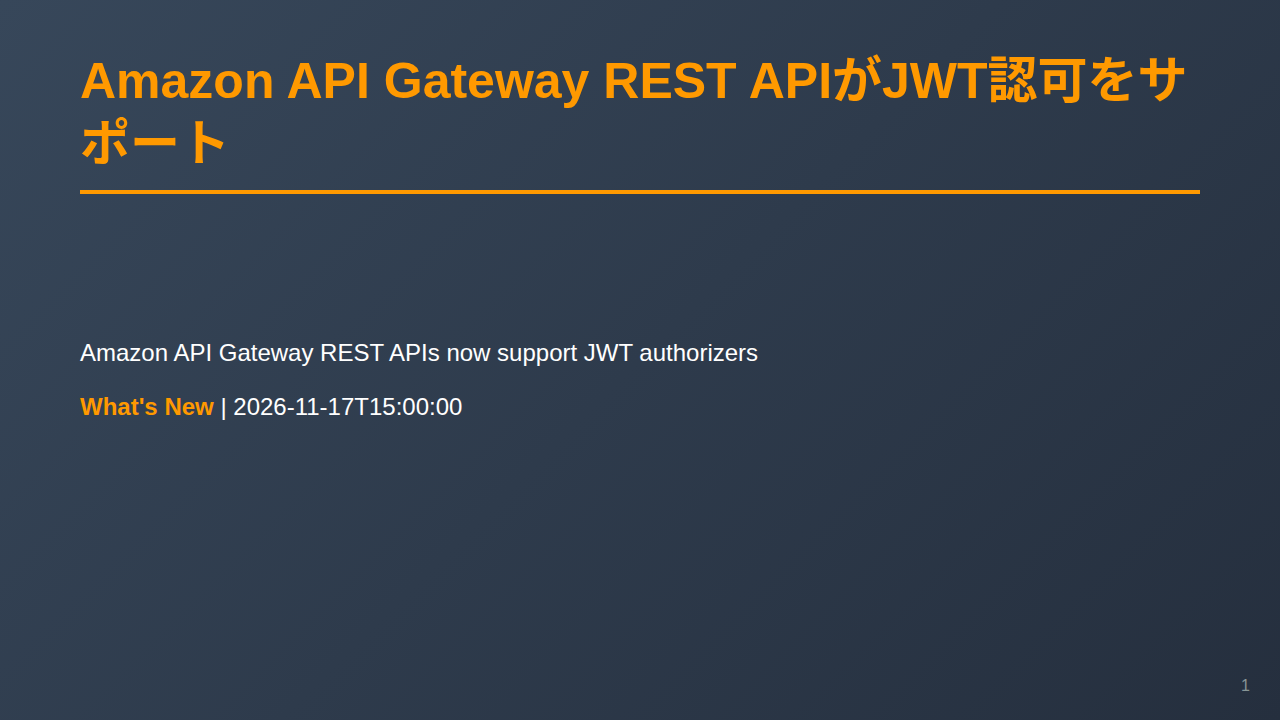 Amazon API Gateway REST APIがJWT認可をサ
ポート
Amazon API Gateway REST APIs now support JWT authorizers
What's New | 2026-11-17T15:00:00
1